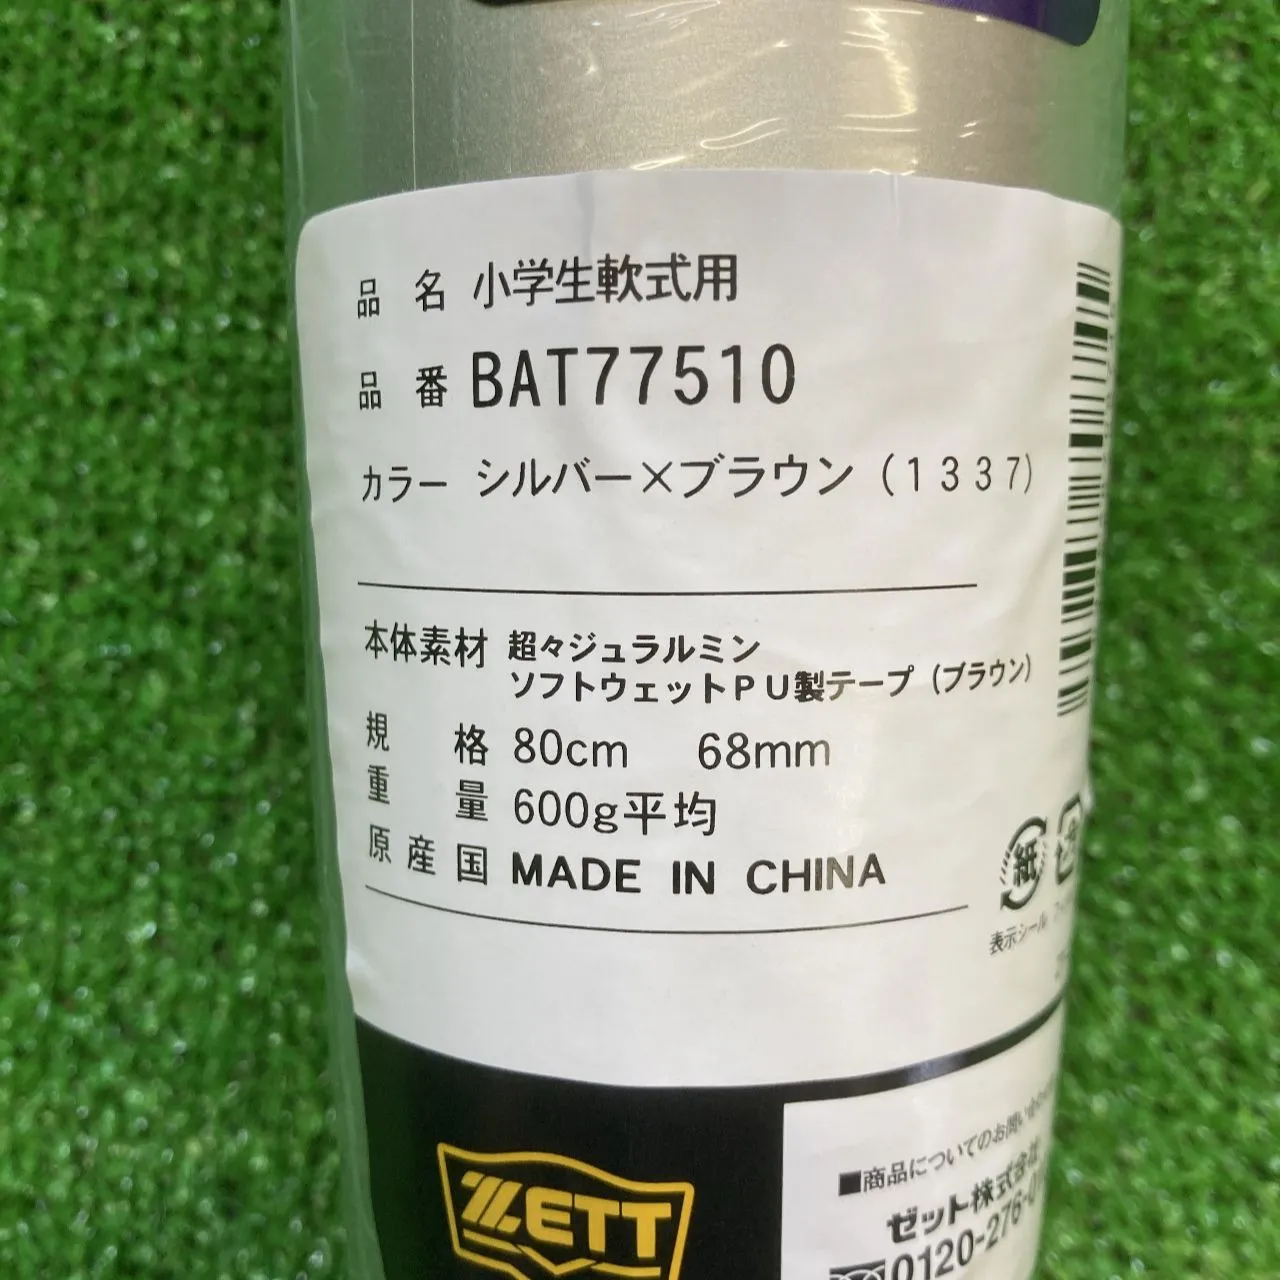 品名 小学生軟式用
品番 BAT77510
カラー シルバー×ブラウン(1337)
本体素材 超々ジュラルミン
ソフトウェットPU製テープ(ブラウン)
規格 80cm 68mm
重量 600g平均
原産国 MADE IN CHINA
紙
表示シール
ZETT
■商品についてのお問い合わせ
ゼット株式会社
0120-276-0